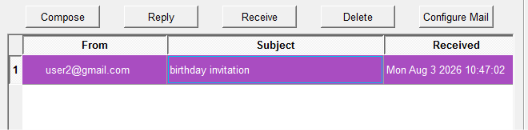 Compose Reply Receive Delete Configure Mail
From Subject Received
1 user2@gmail.com birthday invitation Mon Aug 3 2026 10:47:02